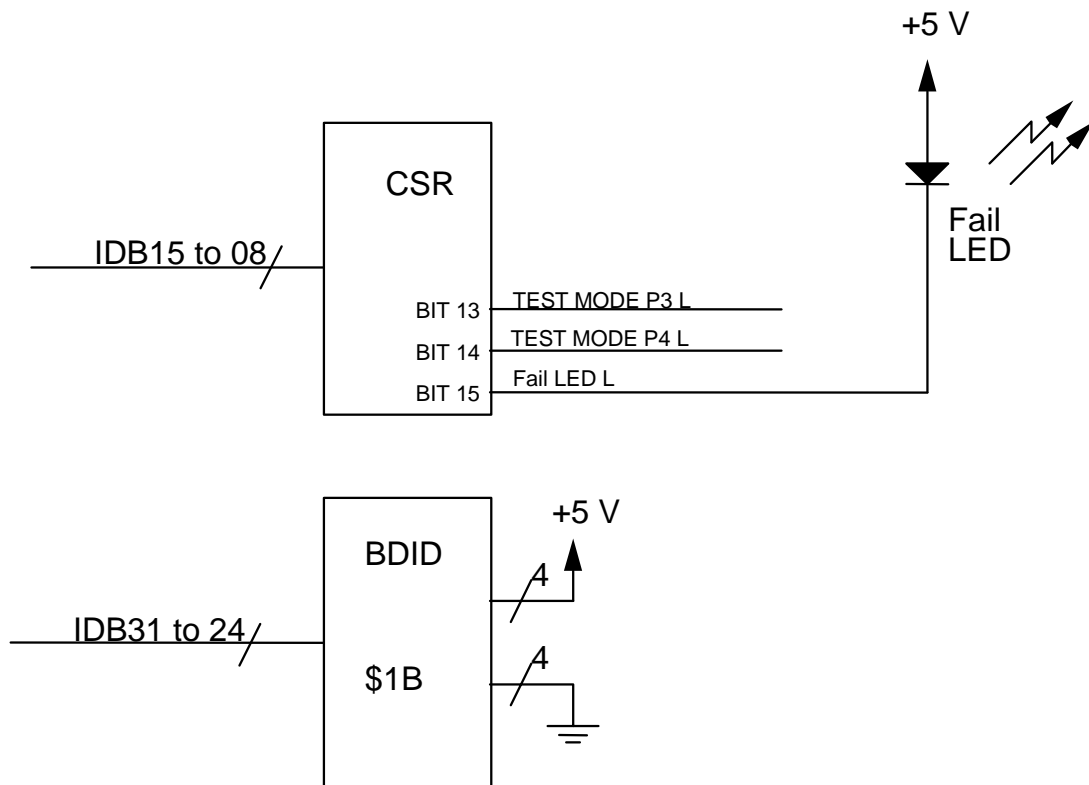 +5 V
CSR
Fail
LED
IDB15 to 08
BIT 13
TEST MODE P3 L
BIT 14
TEST MODE P4 L
BIT 15
Fail LED L
+5 V
BDID
4
IDB31 to 24
$1B
4